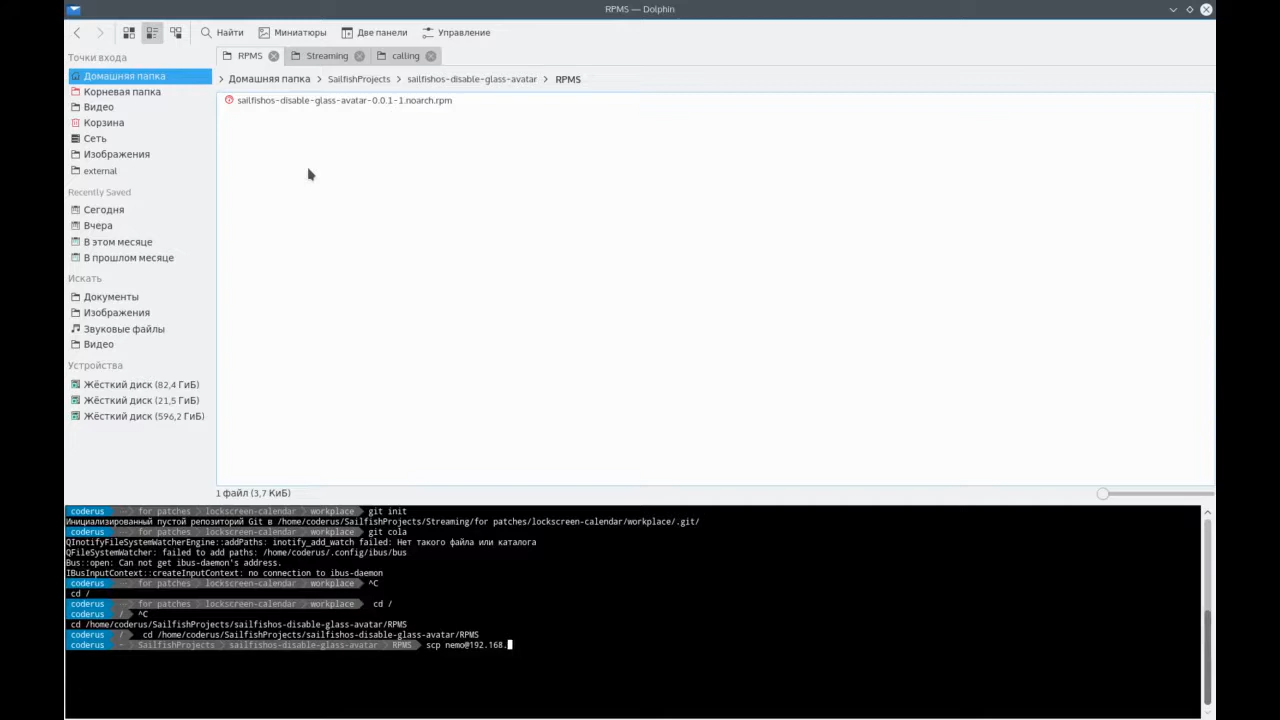 RPMS — Dolphin
Найти
Миниатюры
Две панели
Управление
Точки входа
Домашняя папка
Корневая папка
Видео
Корзина
Сеть
Изображения
external
Recently Saved
Сегодня
Вчера
В этом месяце
В прошлом месяце
Искать
Документы
Изображения
Звуковые файлы
Видео
Устройства
Жёсткий диск (82,4 ГиБ)
Жёсткий диск (21,5 ГиБ)
Жёсткий диск (596,2 ГиБ)
RPMS
Streaming
calling
Домашняя папка > SailfishProjects > sailfishos-disable-glass-avatar > RPMS
sailfishos-disable-glass-avatar-0.0.1-1.noarch.rpm
1 файл (3,7 КиБ)
coderus ··· for patches lockscreen-calendar workplace git init
Инициализированный пустой репозиторий Git в /home/coderus/SailfishProjects/Streaming/for patches/lockscreen-calendar/workplace/.git/
coderus ··· for patches lockscreen-calendar workplace git cola
QInotifyFileSystemWatcherEngine::addPaths: inotify_add_watch failed: Нет такого файла или каталога
QFileSystemWatcher: failed to add paths: /home/coderus/.config/ibus/bus
Bus::open: Can not get ibus-daemon's address.
IBusInputContext::createInputContext: no connection to ibus-daemon
coderus ··· for patches lockscreen-calendar workplace ^C
cd /
coderus ··· for patches lockscreen-calendar workplace cd /
coderus / ^C
cd /home/coderus/SailfishProjects/sailfishos-disable-glass-avatar/RPMS
coderus / cd /home/coderus/SailfishProjects/sailfishos-disable-glass-avatar/RPMS
coderus ~ SailfishProjects sailfishos-disable-glass-avatar RPMS scp nemo@192.168.